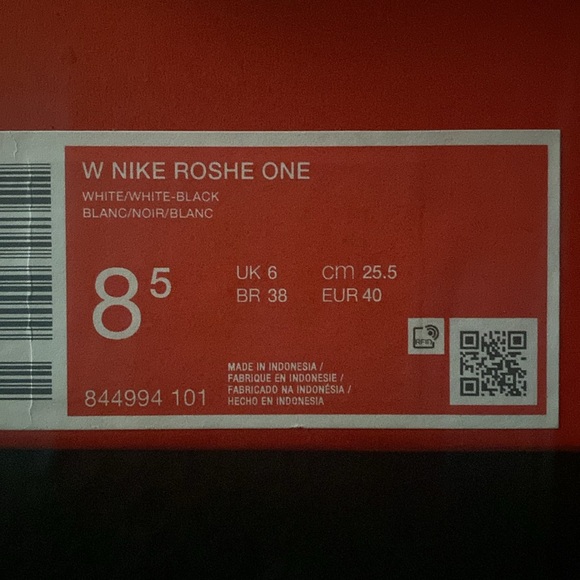 W NIKE ROSHE ONE
WHITE/WHITE-BLACK
BLANC/NOIR/BLANC
8 5
UK 6 cm 25.5
BR 38 EUR 40
RFID
MADE IN INDONESIA /
FABRIQUE EN INDONESIE /
FABRICADO NA INDONÉSIA /
HECHO EN INDONESIA
844994 101